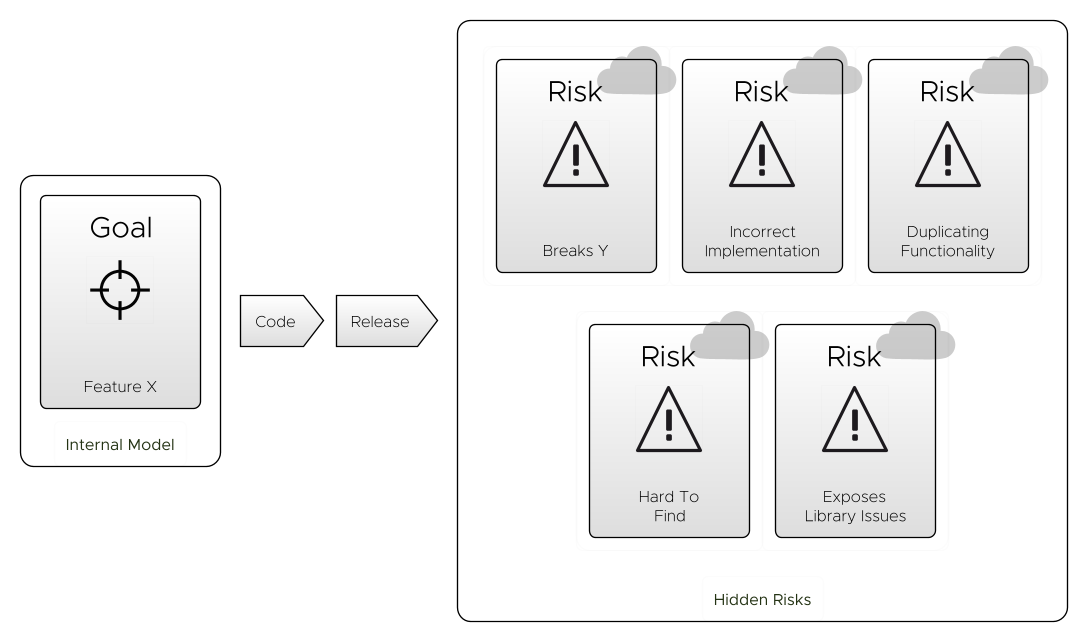 Goal
Feature X
Internal Model
Code
Release
Risk
Breaks Y
Risk
Incorrect
Implementation
Risk
Duplicating
Functionality
Risk
Hard To
Find
Risk
Exposes
Library Issues
Hidden Risks